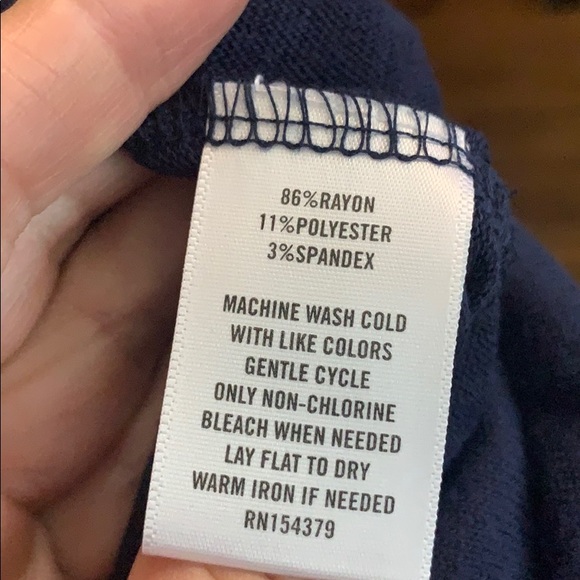 86%RAYON
11%POLYESTER
3%SPANDEX
MACHINE WASH COLD
WITH LIKE COLORS
GENTLE CYCLE
ONLY NON-CHLORINE
BLEACH WHEN NEEDED
LAY FLAT TO DRY
WARM IRON IF NEEDED
RN154379